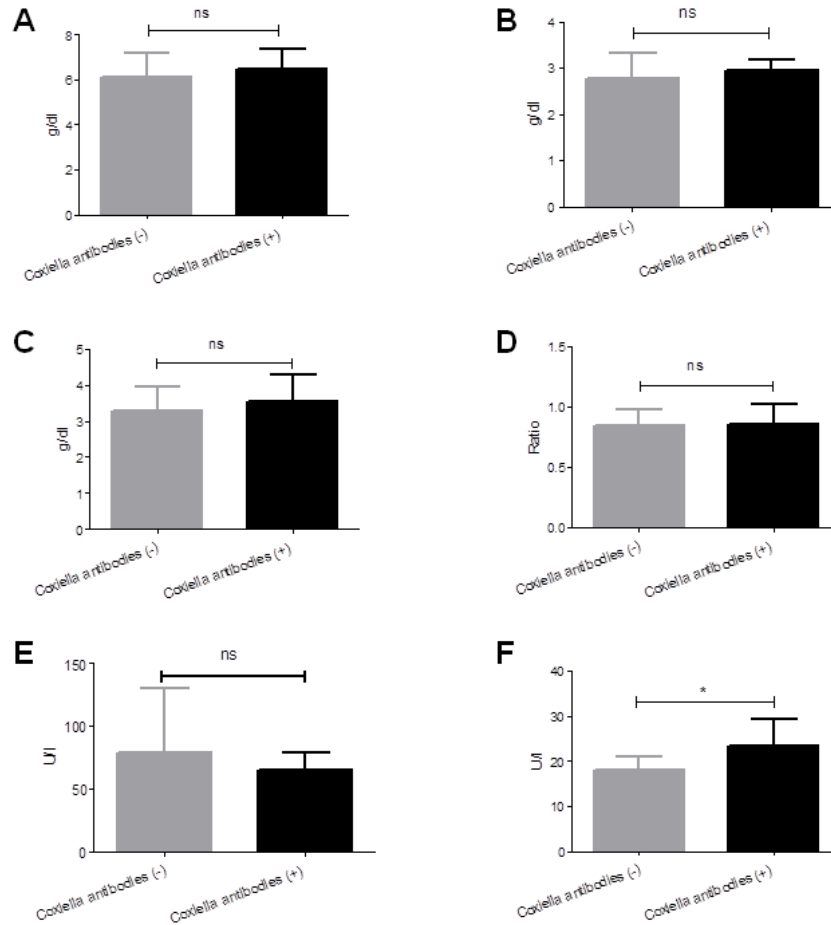 A
ns
8
6
4
2
0
g/dl
Coxiella antibodies (-)
Coxiella antibodies (+)
B
ns
4
3
2
1
0
g/dl
Coxiella antibodies (-)
Coxiella antibodies (+)
C
ns
5
4
3
2
1
0
g/dl
Coxiella antibodies (-)
Coxiella antibodies (+)
D
ns
1.5
1.0
0.5
0.0
Ratio
Coxiella antibodies (-)
Coxiella antibodies (+)
E
ns
150
100
50
0
U/l
Coxiella antibodies (-)
Coxiella antibodies (+)
F
*
40
30
20
10
0
U/l
Coxiella antibodies (-)
Coxiella antibodies (+)